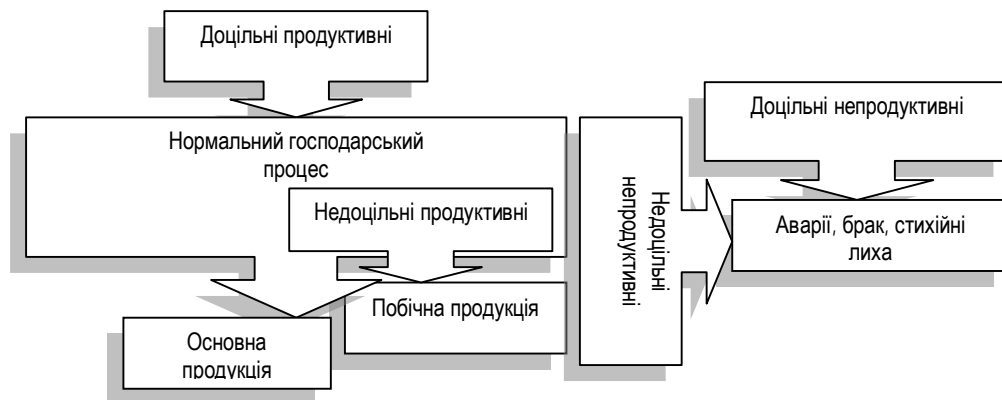 Доцільні продуктивні
Доцільні непродуктивні
Нормальний господарський
процес
Недоцільні продуктивні
Недоцільні
непродуктивні
Аварії, брак, стихійні
лиха
Побічна продукція
Основна
продукція